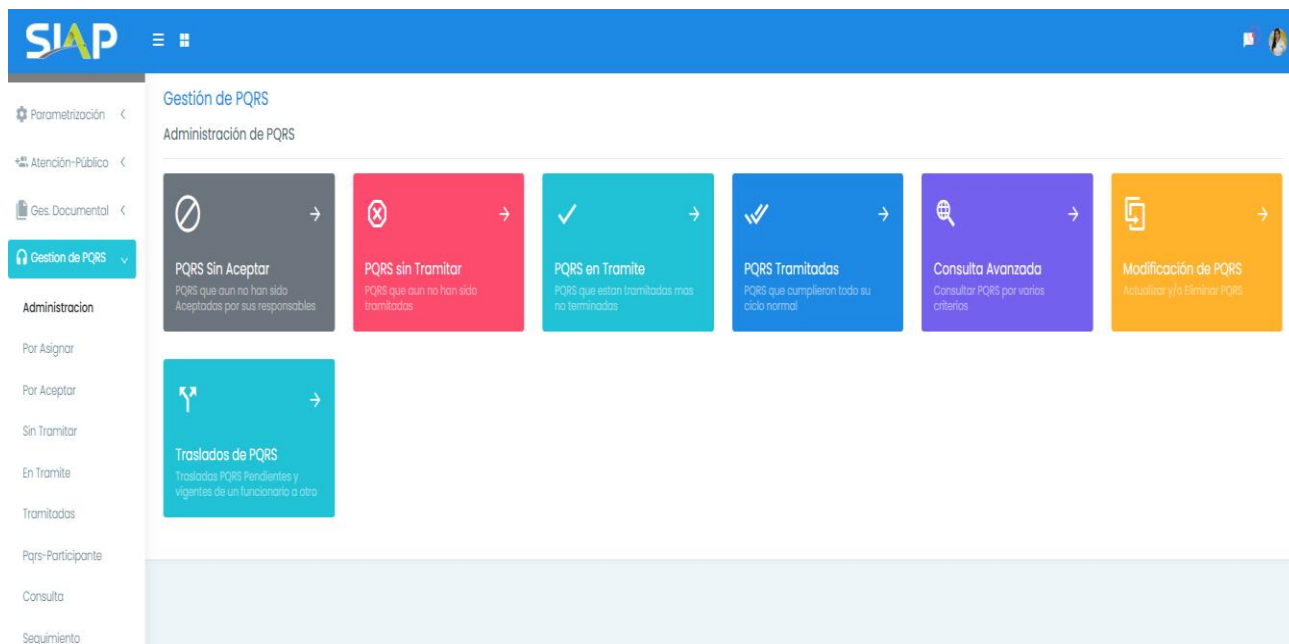 SIAP
Parametrización
Atención-Público
Ges. Documental
Gestion de PQRS
Administracion
Por Asignar
Por Aceptar
Sin Tramitar
En Tramite
Tramitadas
Pqrs-Participante
Consulta
Seguimiento
Gestión de PQRS
Administración de PQRS
PQRS Sin Aceptar
PQRS que aun no han sido
Aceptadas por sus responsables
PQRS sin Tramitar
PQRS que aun no han sido
tramitadas
PQRS en Tramite
PQRS que estan tramitadas mas
no terminadas
PQRS Tramitadas
PQRS que cumplieron todo su
ciclo normal
Consulta Avanzada
Consultar PQRS por varios
criterios
Modificación de PQRS
Actualizar y/o Eliminar PQRS
Traslados de PQRS
Trasladas PQRS Pendientes y
vigentes de un funcionario a otro